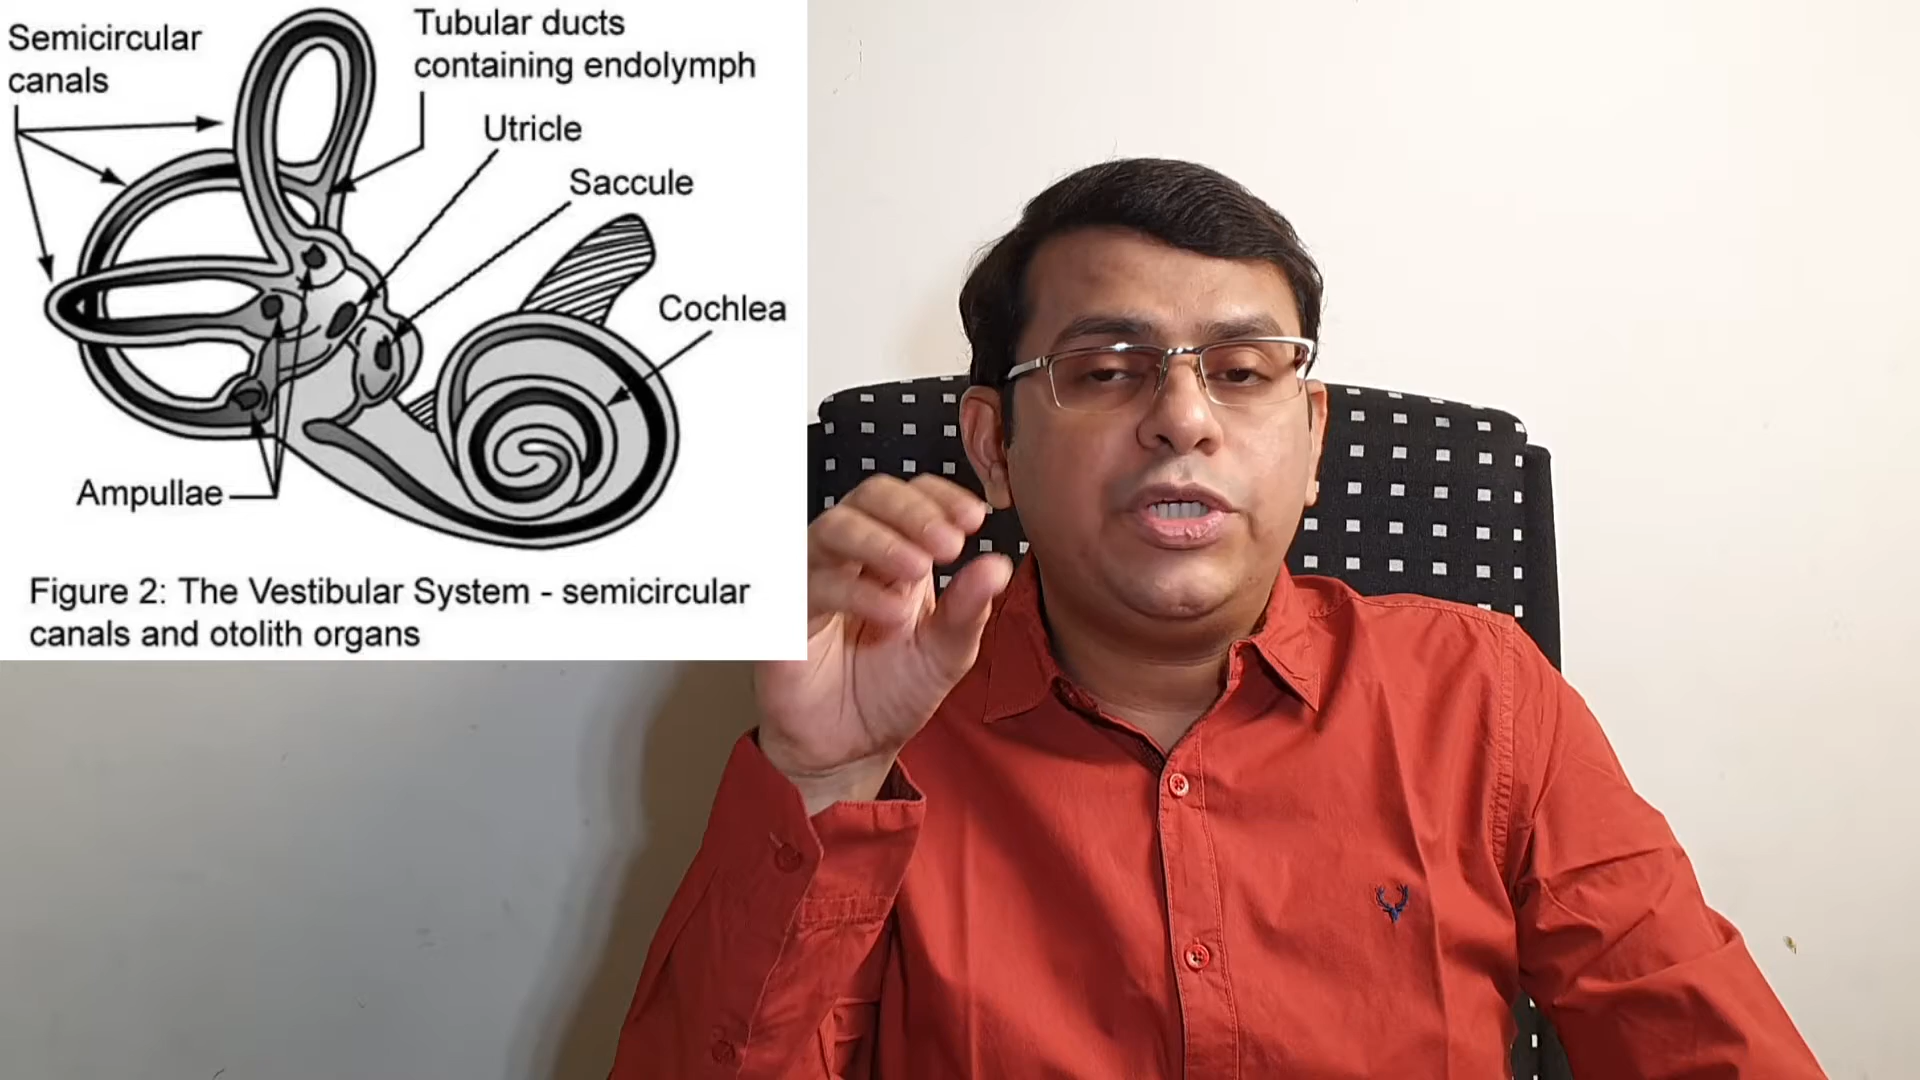 Semicircular
canals
Tubular ducts
containing endolymph
Utricle
Saccule
Cochlea
Ampullae
Figure 2: The Vestibular System - semicircular
canals and otolith organs